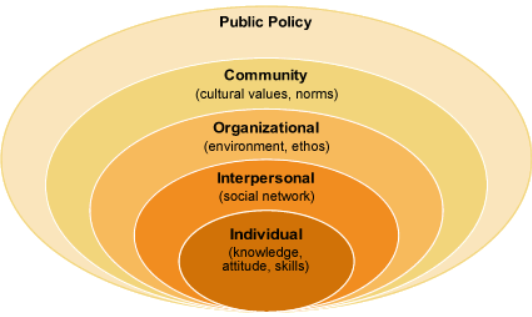 Public Policy
Community
(cultural values, norms)
Organizational
(environment, ethos)
Interpersonal
(social network)
Individual
(knowledge,
attitude, skills)